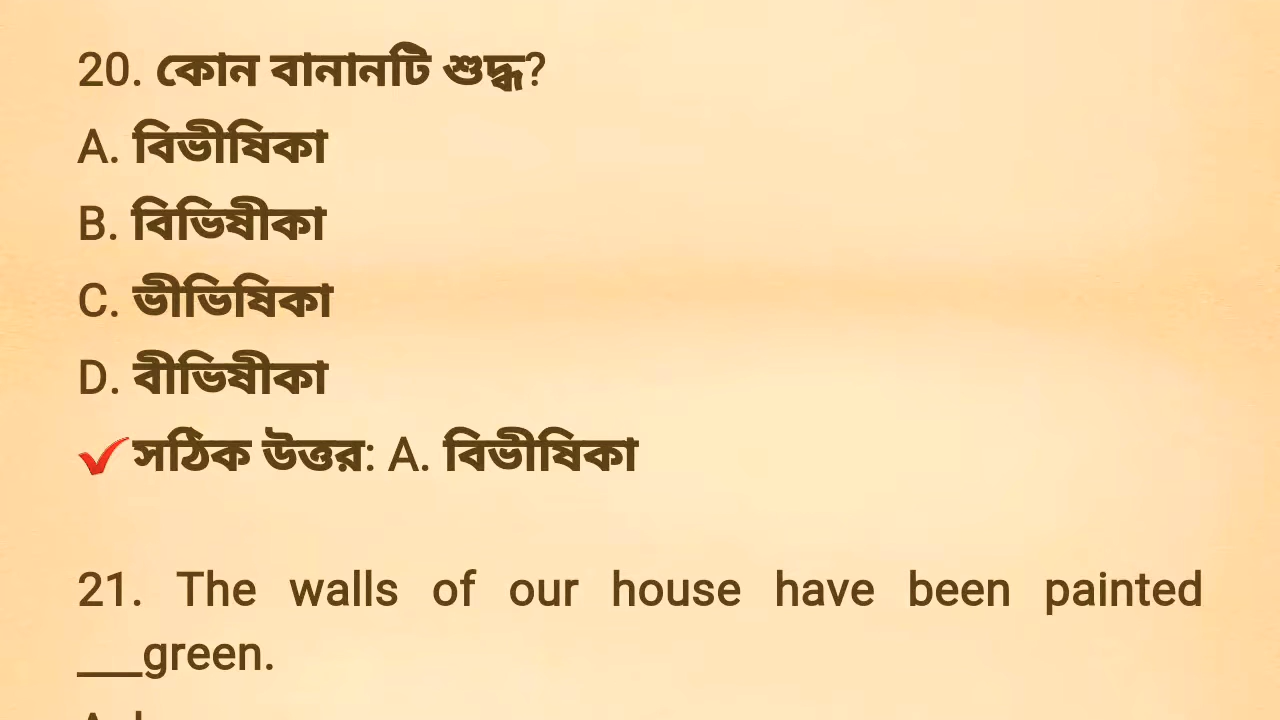 20. কোন বানানটি শুদ্ধ?
A. বিভীষিকা
B. বিভিষীকা
C. ভীভিষিকা
D. বীভিষীকা
✔সঠিক উত্তর: A. বিভীষিকা
21. The walls of our house have been painted
___green.